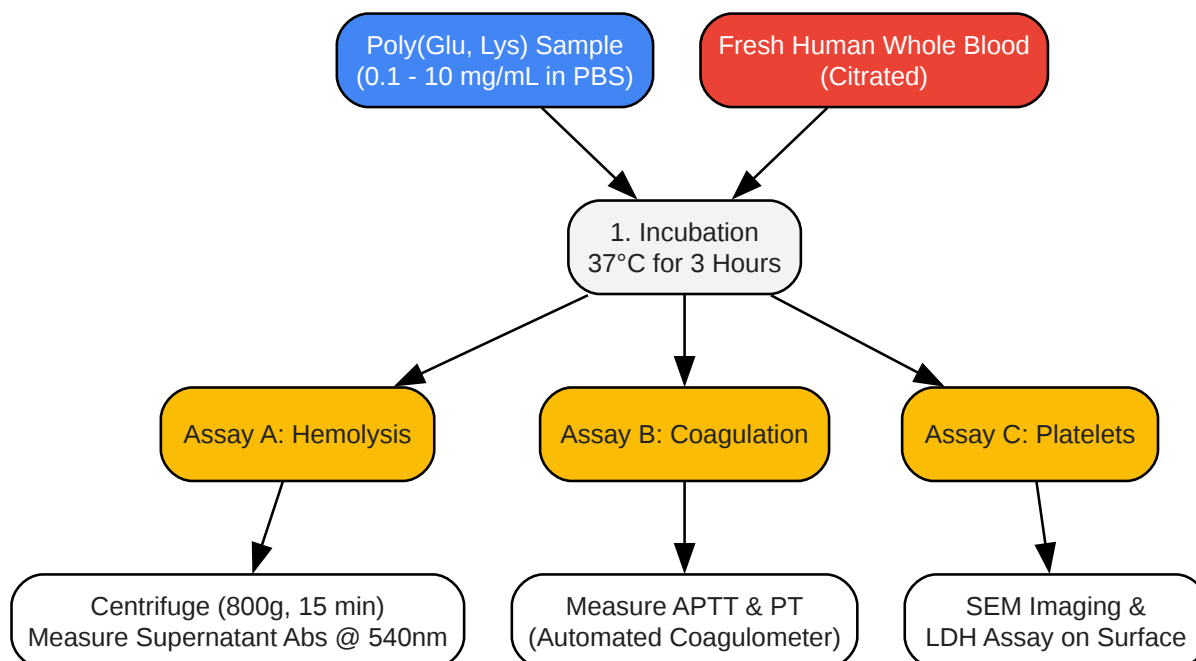 Poly(Glu, Lys) Sample
(0.1 - 10 mg/mL in PBS)
Fresh Human Whole Blood
(Citrated)
1. Incubation
37°C for 3 Hours
Assay A: Hemolysis
Assay B: Coagulation
Assay C: Platelets
Centrifuge (800g, 15 min)
Measure Supernatant Abs @ 540nm
Measure APTT & PT
(Automated Coagulometer)
SEM Imaging &
LDH Assay on Surface